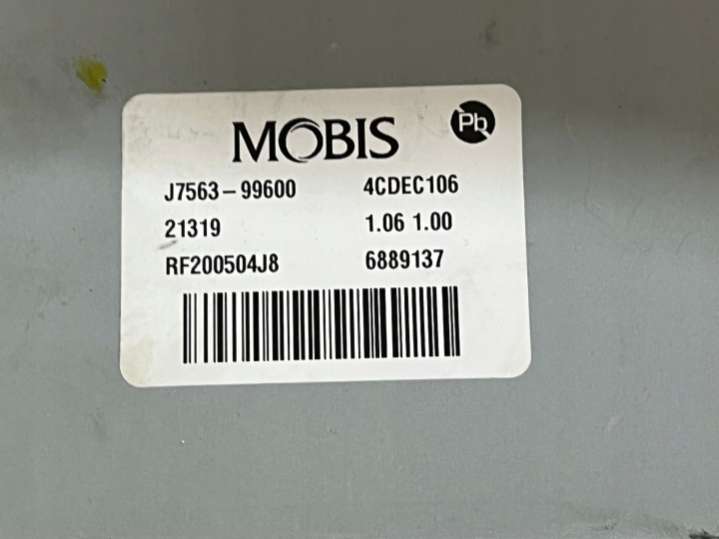 MOBIS
Pb
J7563-99600 4CDEC106
21319 1.06 1.00
RF200504J8 6889137